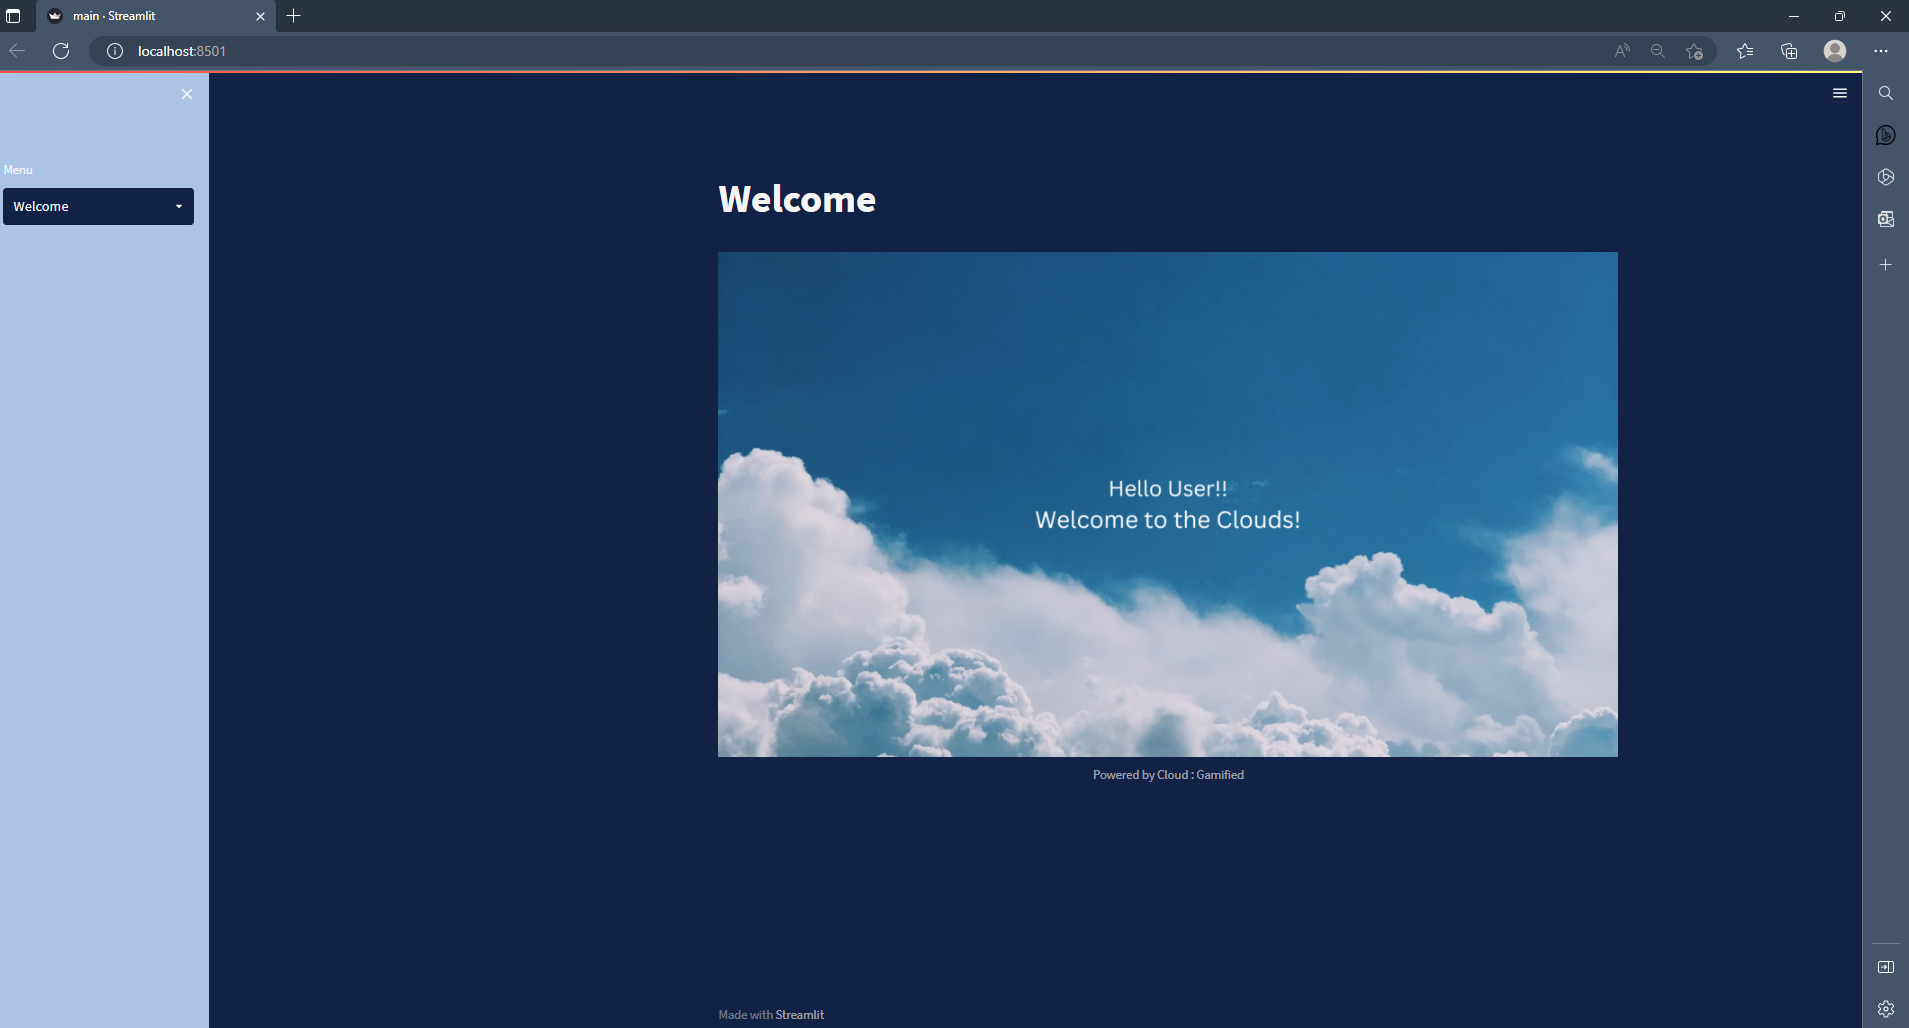 main · Streamlit
localhost:8501
Menu
Welcome
Welcome
Hello User!!
Welcome to the Clouds!
Powered by Cloud : Gamified
Made with Streamlit